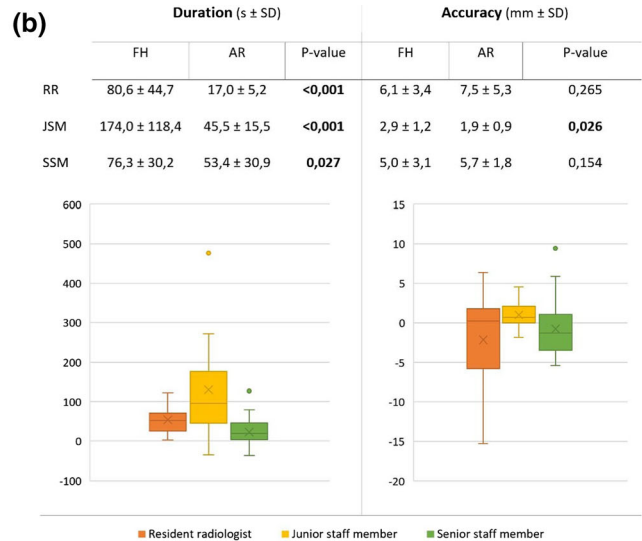 (b)
Duration (s ± SD) Accuracy (mm ± SD)
FH AR P-value FH AR P-value
RR 80,6 ± 44,7 17,0 ± 5,2 <0,001 6,1 ± 3,4 7,5 ± 5,3 0,265
JSM 174,0 ± 118,4 45,5 ± 15,5 <0,001 2,9 ± 1,2 1,9 ± 0,9 0,026
SSM 76,3 ± 30,2 53,4 ± 30,9 0,027 5,0 ± 3,1 5,7 ± 1,8 0,154
600
500
400
300
200
100
0
-100
15
10
5
0
-5
-10
-15
-20
Resident radiologist Junior staff member Senior staff member